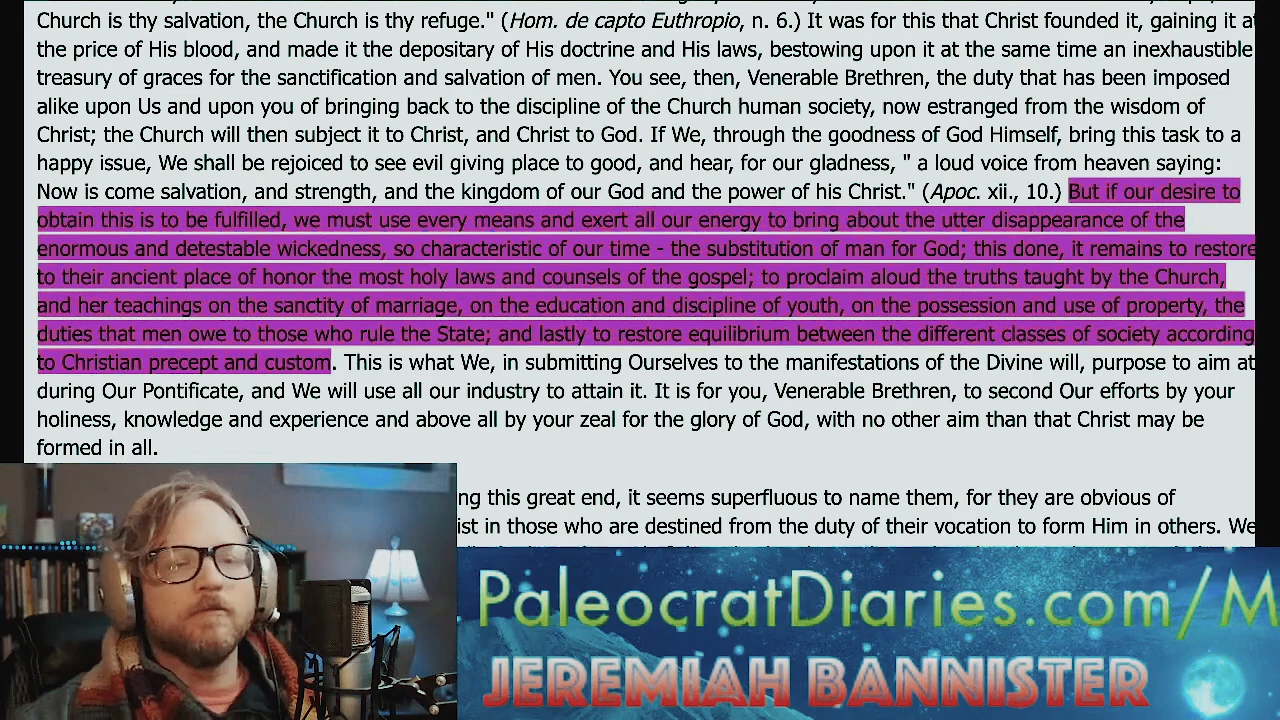 Church is thy salvation, the Church is thy refuge." (Hom. de capto Euthropio, n. 6.) It was for this that Christ founded it, gaining it at
the price of His blood, and made it the depositary of His doctrine and His laws, bestowing upon it at the same time an inexhaustible
treasury of graces for the sanctification and salvation of men. You see, then, Venerable Brethren, the duty that has been imposed
alike upon Us and upon you of bringing back to the discipline of the Church human society, now estranged from the wisdom of
Christ; the Church will then subject it to Christ, and Christ to God. If We, through the goodness of God Himself, bring this task to a
happy issue, We shall be rejoiced to see evil giving place to good, and hear, for our gladness, " a loud voice from heaven saying:
Now is come salvation, and strength, and the kingdom of our God and the power of his Christ." (Apoc. xii., 10.) But if our desire to
obtain this is to be fulfilled, we must use every means and exert all our energy to bring about the utter disappearance of the
enormous and detestable wickedness, so characteristic of our time - the substitution of man for God; this done, it remains to restore
to their ancient place of honor the most holy laws and counsels of the gospel; to proclaim aloud the truths taught by the Church,
and her teachings on the sanctity of marriage, on the education and discipline of youth, on the possession and use of property, the
duties that men owe to those who rule the State; and lastly to restore equilibrium between the different classes of society according
to Christian precept and custom. This is what We, in submitting Ourselves to the manifestations of the Divine will, purpose to aim at
during Our Pontificate, and We will use all our industry to attain it. It is for you, Venerable Brethren, to second Our efforts by your
holiness, knowledge and experience and above all by your zeal for the glory of God, with no other aim than that Christ may be
formed in all.
ng this great end, it seems superfluous to name them, for they are obvious of
ist in those who are destined from the duty of their vocation to form Him in others. We
PaleocratDiaries.com/M
JEREMIAH BANNISTER